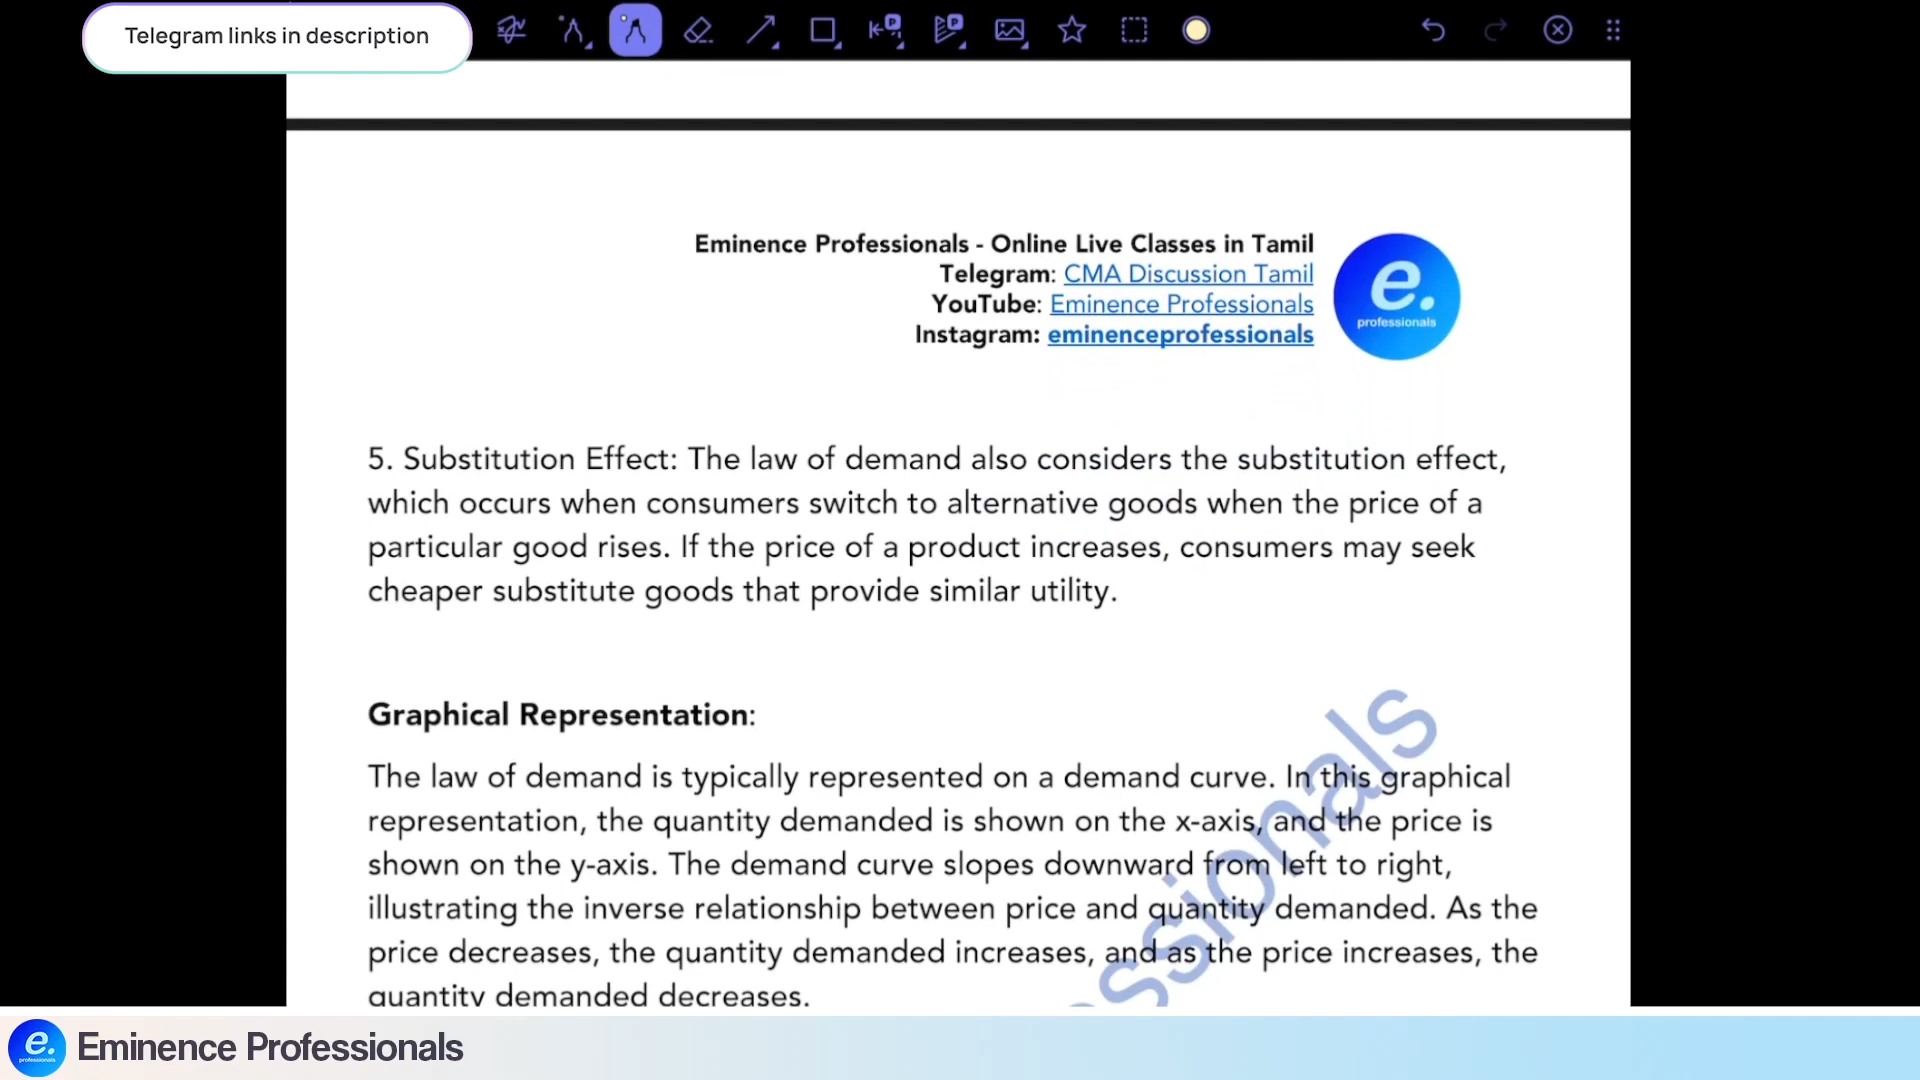 Telegram links in description
Eminence Professionals - Online Live Classes in Tamil
Telegram: CMA Discussion Tamil
YouTube: Eminence Professionals
Instagram: eminenceprofessionals
e.
professionals
5. Substitution Effect: The law of demand also considers the substitution effect,
which occurs when consumers switch to alternative goods when the price of a
particular good rises. If the price of a product increases, consumers may seek
cheaper substitute goods that provide similar utility.
Graphical Representation:
The law of demand is typically represented on a demand curve. In this graphical
representation, the quantity demanded is shown on the x-axis, and the price is
shown on the y-axis. The demand curve slopes downward from left to right,
illustrating the inverse relationship between price and quantity demanded. As the
price decreases, the quantity demanded increases, and as the price increases, the
quantity demanded decreases.
essionals
e.
professionals
Eminence Professionals